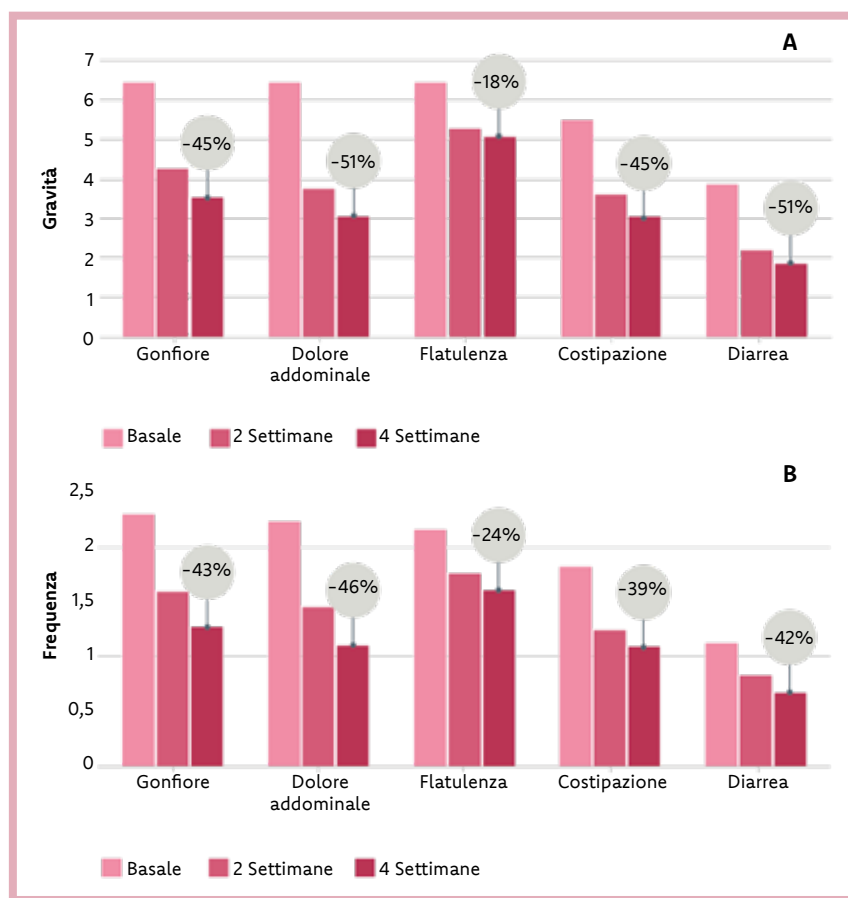 A
7
6
5
4
3
2
1
0
Gravità
-45%
-51%
-18%
-45%
-51%
Gonfiore
Dolore
addominale
Flatulenza
Costipazione
Diarrea
Basale
2 Settimane
4 Settimane
B
2,5
2
1,5
1
0,5
0
Frequenza
-43%
-46%
-24%
-39%
-42%
Gonfiore
Dolore
addominale
Flatulenza
Costipazione
Diarrea
Basale
2 Settimane
4 Settimane